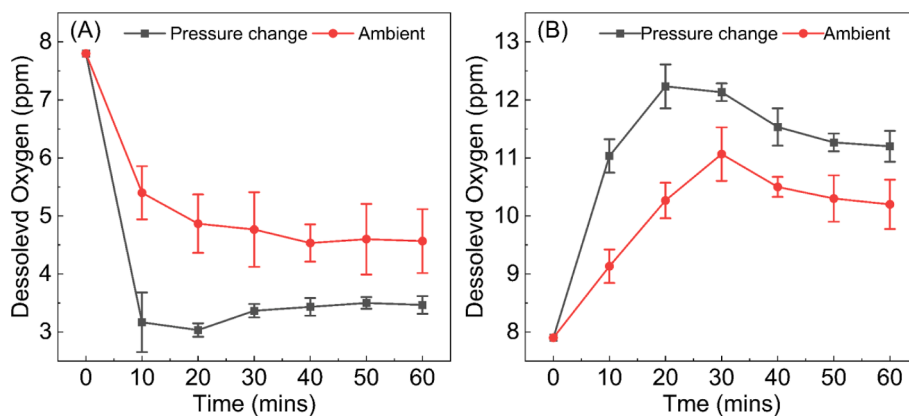 (A) Pressure change Ambient
Dessolevd Oxygen (ppm)
8
7
6
5
4
3
0 10 20 30 40 50 60
Time (mins)
(B) Pressure change Ambient
Dessolevd Oxygen (ppm)
13
12
11
10
9
8
0 10 20 30 40 50 60
Tme (mins)